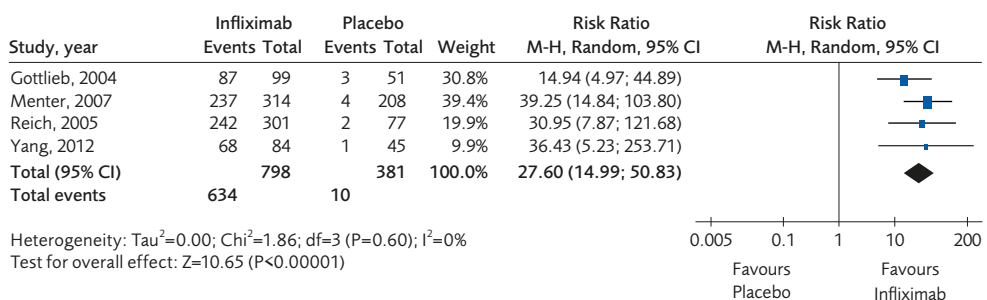 Infliximab Placebo Risk Ratio Risk Ratio
Study, year Events Total Events Total Weight M-H, Random, 95% CI M-H, Random, 95% CI
Gottlieb, 2004 87 99 3 51 30.8% 14.94 (4.97; 44.89)
Menter, 2007 237 314 4 208 39.4% 39.25 (14.84; 103.80)
Reich, 2005 242 301 2 77 19.9% 30.95 (7.87; 121.68)
Yang, 2012 68 84 1 45 9.9% 36.43 (5.23; 253.71)
Total (95% CI) 798 381 100.0% 27.60 (14.99; 50.83)
Total events 634 10
Heterogeneity: Tau²=0.00; Chi²=1.86; df=3 (P=0.60); I²=0%
Test for overall effect: Z=10.65 (P<0.00001)
0.005 0.1 1 10 200
Favours Favours
Placebo Infliximab